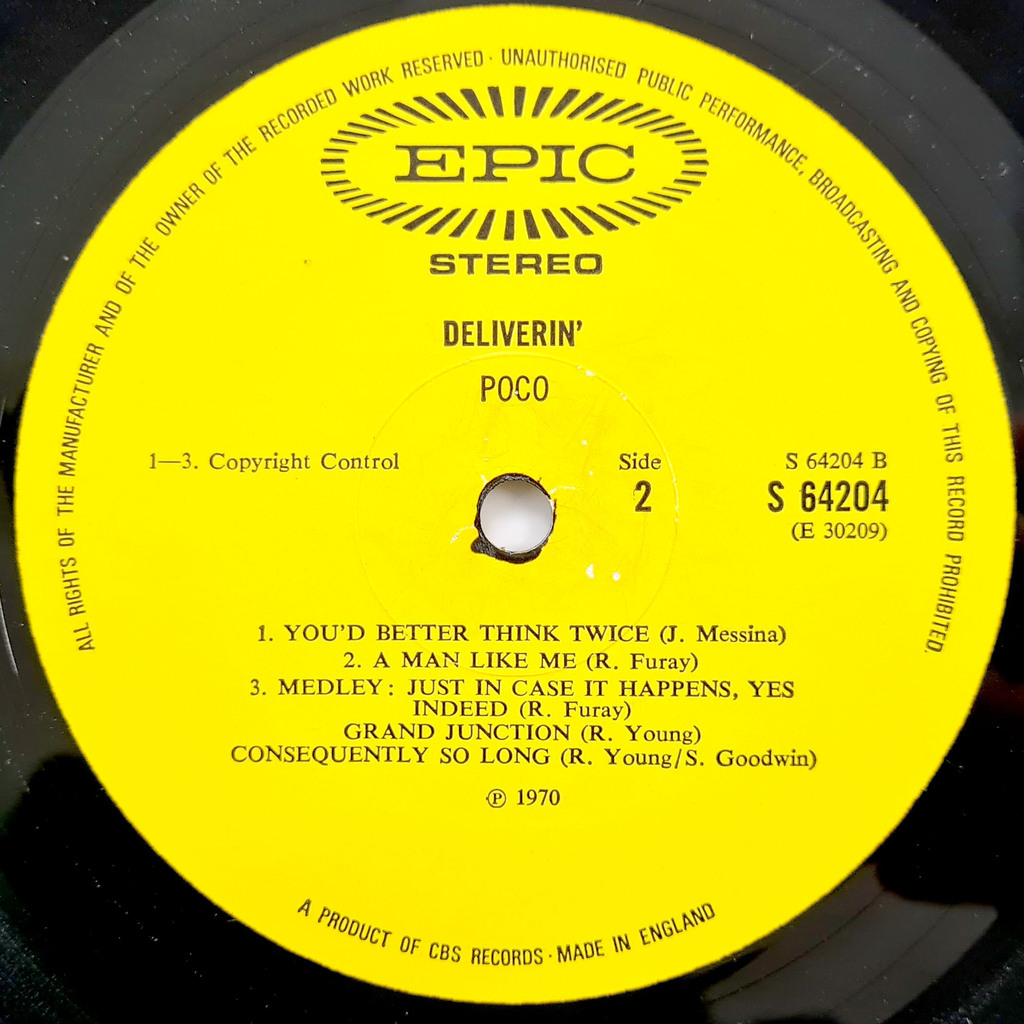 ALL RIGHTS OF THE MANUFACTURER AND OF THE OWNER OF THE RECORDED WORK RESERVED · UNAUTHORISED PUBLIC PERFORMANCE, BROADCASTING AND COPYING OF THIS RECORD PROHIBITED.
EPIC
STEREO
DELIVERIN'
POCO
1—3. Copyright Control
Side
2
S 64204 B
S 64204
(E 30209)
1. YOU'D BETTER THINK TWICE (J. Messina)
2. A MAN LIKE ME (R. Furay)
3. MEDLEY: JUST IN CASE IT HAPPENS, YES
INDEED (R. Furay)
GRAND JUNCTION (R. Young)
CONSEQUENTLY SO LONG (R. Young/S. Goodwin)
℗ 1970
A PRODUCT OF CBS RECORDS · MADE IN ENGLAND